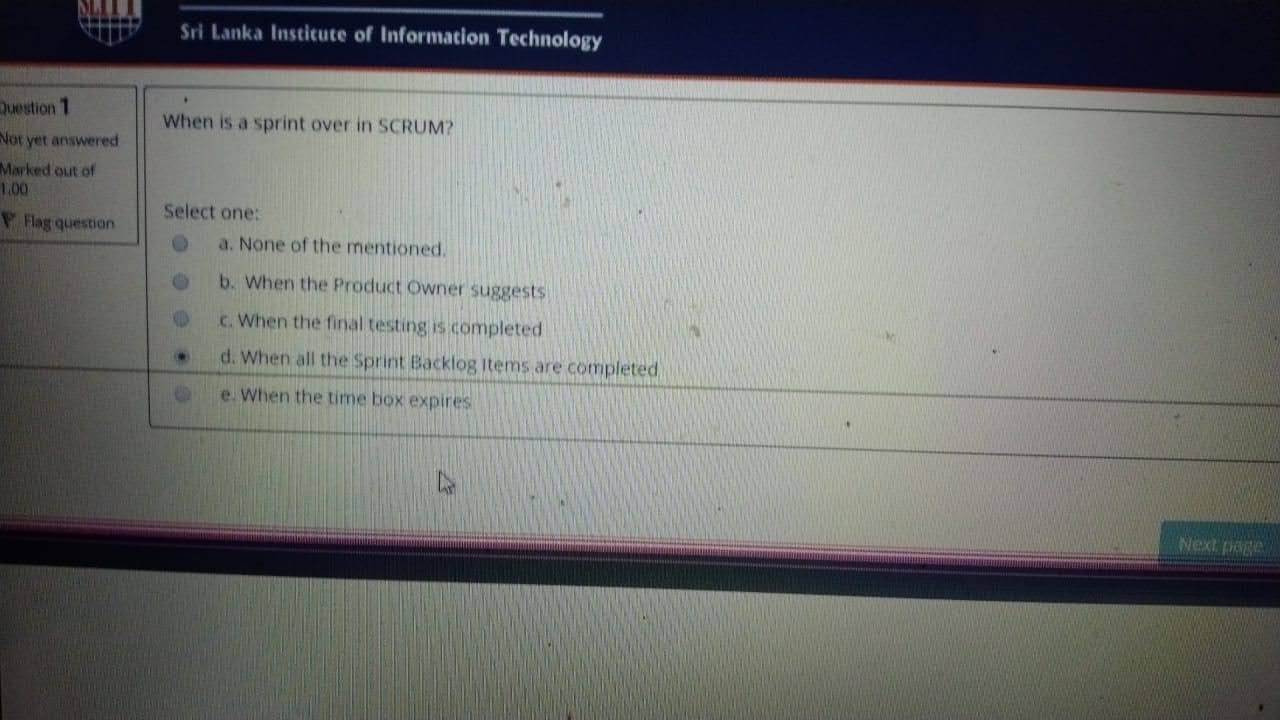 SLIIT
Sri Lanka Institute of Information Technology
Question 1
Not yet answered
Marked out of
1.00
Flag question
When is a sprint over in SCRUM?
Select one:
a. None of the mentioned.
b. When the Product Owner suggests
c. When the final testing is completed
d. When all the Sprint Backlog Items are completed
e. When the time box expires
Next page